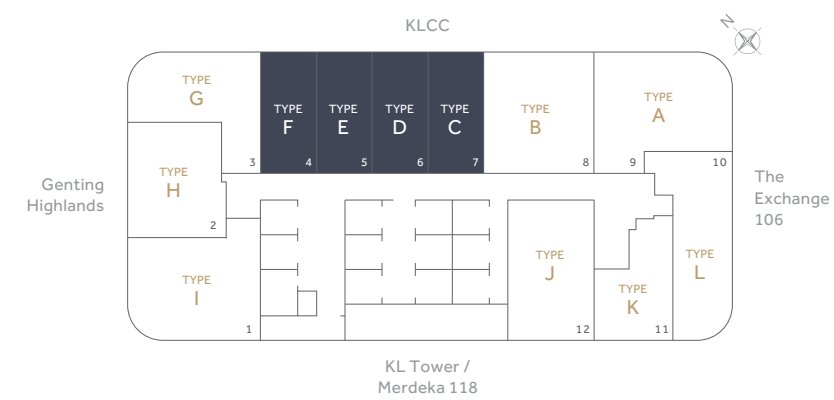 KLCC
N
TYPE
G
3
TYPE
F
4
TYPE
E
5
TYPE
D
6
TYPE
C
7
TYPE
B
8
TYPE
A
9
10
Genting
Highlands
TYPE
H
2
The
Exchange
106
TYPE
I
1
TYPE
J
12
TYPE
K
11
TYPE
L
KL Tower /
Merdeka 118